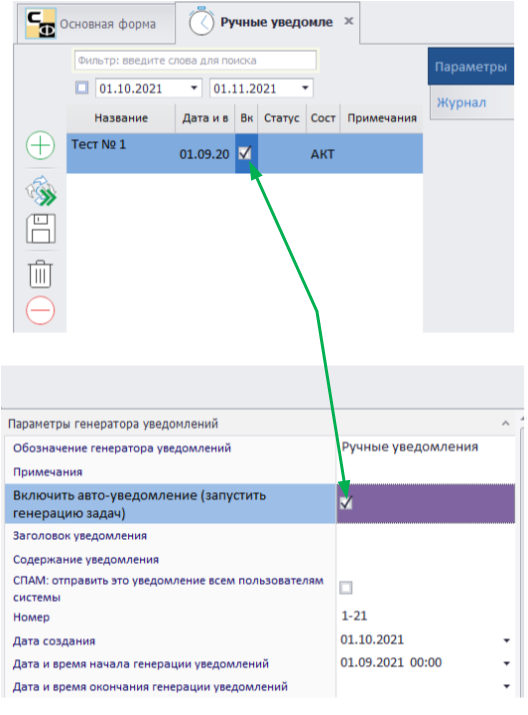 СФ Основная форма Ручные уведомле ×
Фильтр: введите слова для поиска
Параметры
01.10.2021 01.11.2021
Журнал
Название Дата и в Вк Статус Сост Примечания
Тест № 1
01.09.20 АКТ
Параметры генератора уведомлений
Обозначение генератора уведомлений Ручные уведомления
Примечания
Включить авто-уведомление (запустить
генерацию задач)
Заголовок уведомления
Содержание уведомления
СПАМ: отправить это уведомление всем пользователям
системы
Номер 1-21
Дата создания 01.10.2021
Дата и время начала генерации уведомлений 01.09.2021 00:00
Дата и время окончания генерации уведомлений